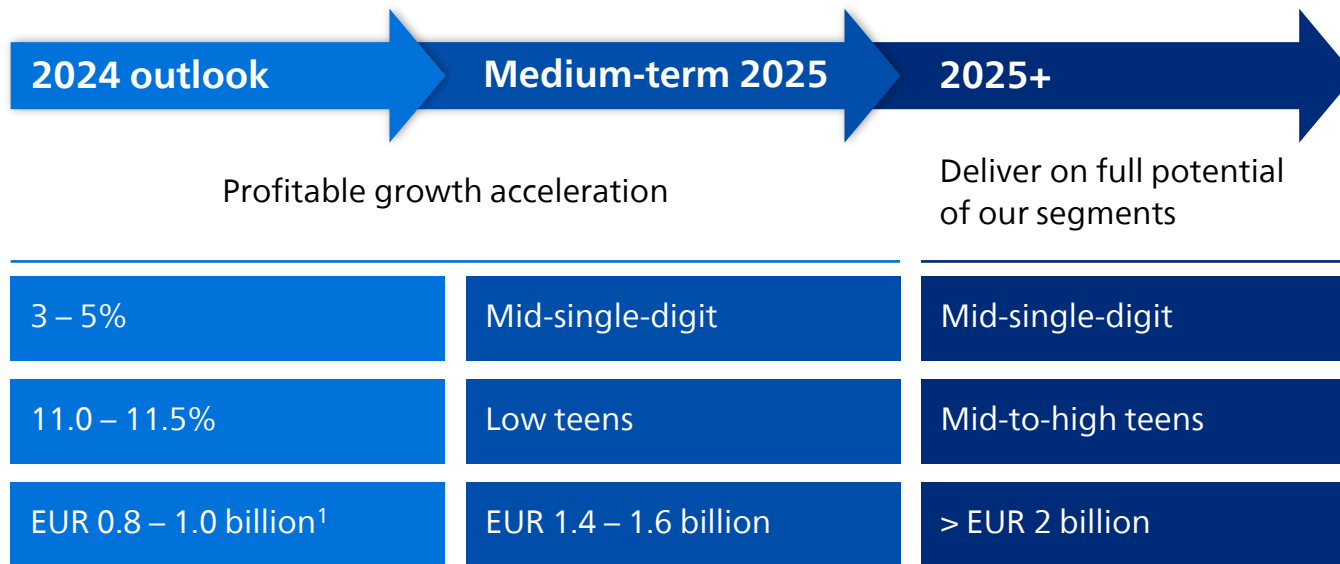 2024 outlook
Medium-term 2025
2025+
Profitable growth acceleration
Deliver on full potential
of our segments
3 – 5%
Mid-single-digit
Mid-single-digit
11.0 – 11.5%
Low teens
Mid-to-high teens
EUR 0.8 – 1.0 billion¹
EUR 1.4 – 1.6 billion
> EUR 2 billion